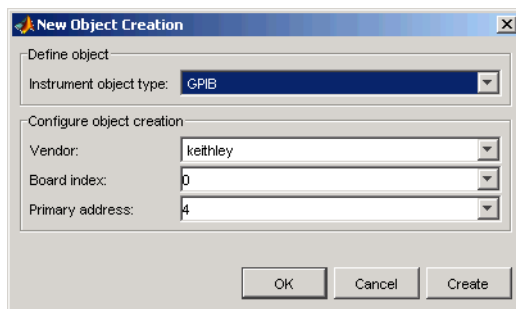 New Object Creation
Define object
Instrument object type: GPIB
Configure object creation
Vendor: keithley
Board index: 0
Primary address: 4
OK Cancel Create